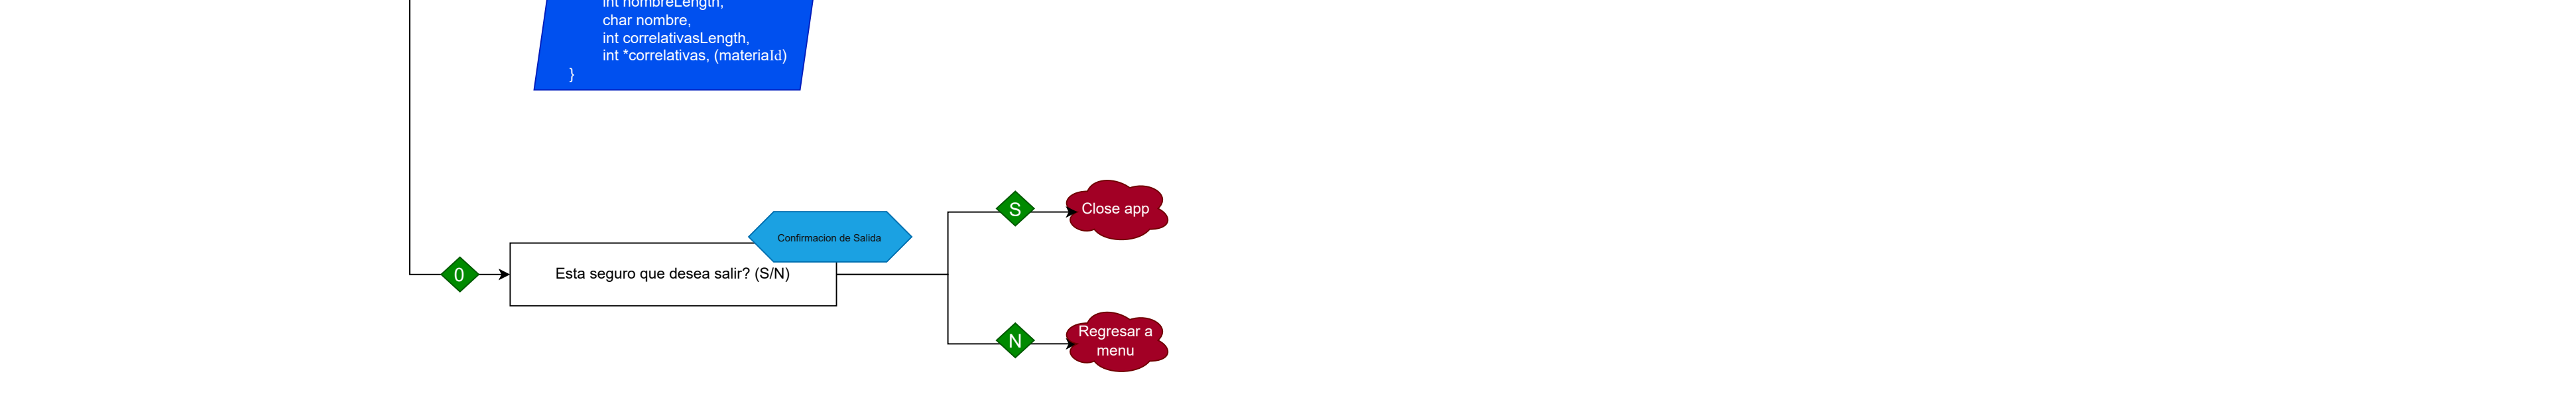 int nombreLength,
char nombre,
int correlativasLength,
int *correlativas, (materiaId)
}
S
Close app
Confirmacion de Salida
0
Esta seguro que desea salir? (S/N)
N
Regresar a
menu